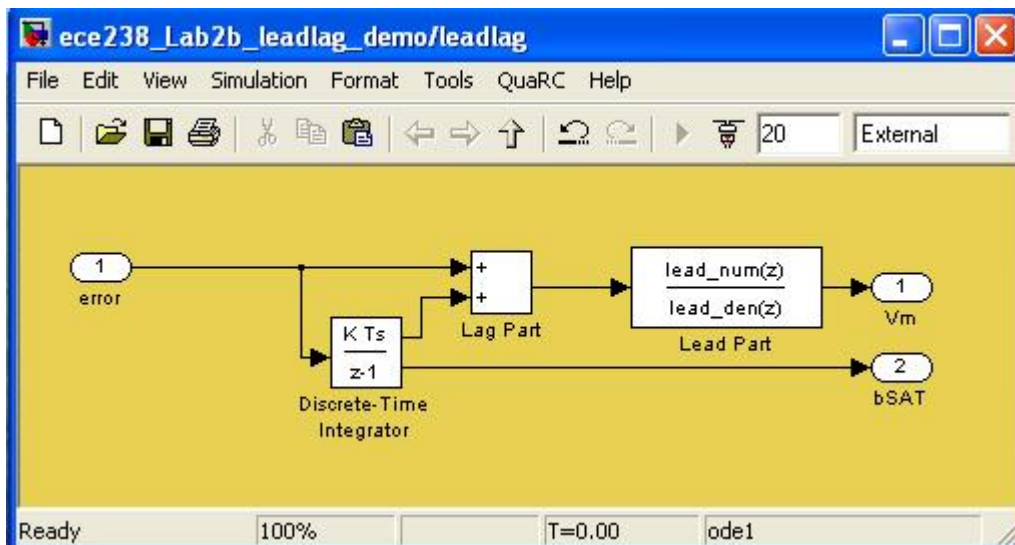 ece238_Lab2b_leadlag_demo/leadlag
File Edit View Simulation Format Tools QuaRC Help
20 External
1
error
K Ts
z-1
Discrete-Time
Integrator
+
+
Lag Part
lead_num(z)
lead_den(z)
Lead Part
1
Vm
2
bSAT
Ready 100% T=0.00 ode1